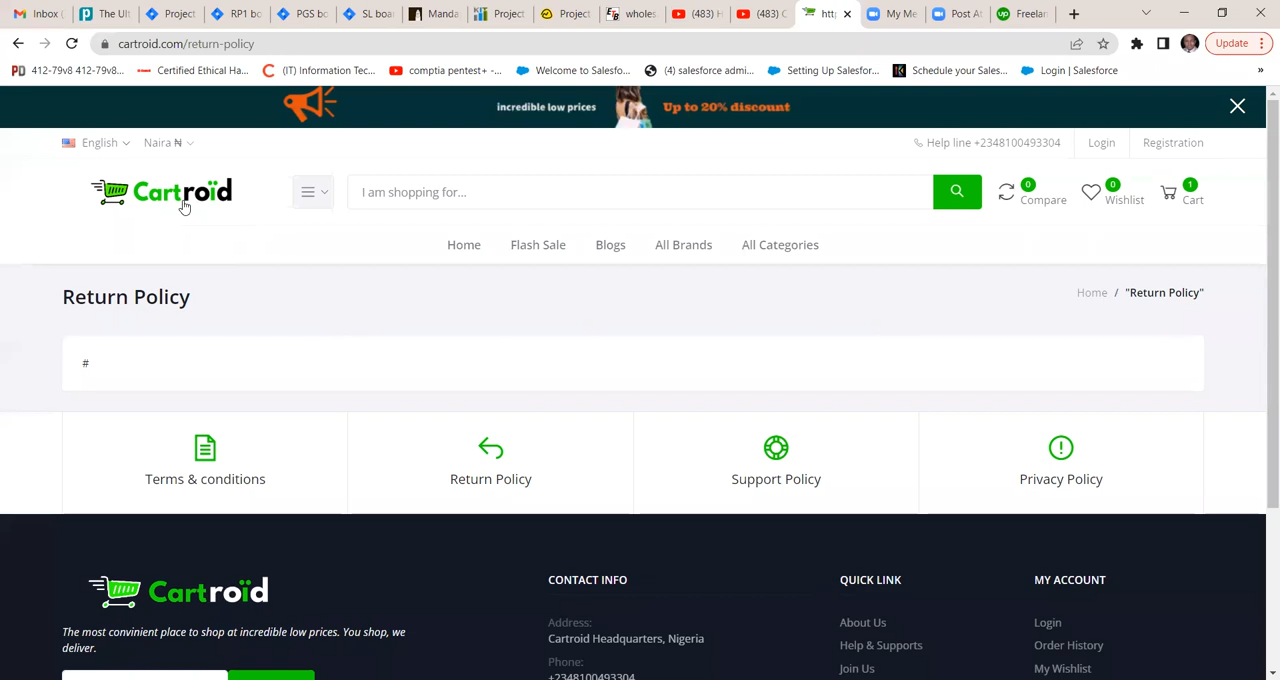 Inbox (
The Ult
Project
RP1 bo
PGS bo
SL boa
Manda
Project
Project
wholes
(483) H
(483) C
htt
My Me
Post At
Freelan
cartroid.com/return-policy
Update
412-79v8 412-79v8...
Certified Ethical Ha...
(IT) Information Tec...
comptia pentest+ -...
Welcome to Salesfo...
(4) salesforce admi...
Setting Up Salesfor...
Schedule your Sales...
Login | Salesforce
»
incredible low prices Up to 20% discount
English Naira ₦ Help line +2348100493304 Login Registration
Cartroïd
I am shopping for...
0 Compare
0 Wishlist
1 Cart
Home Flash Sale Blogs All Brands All Categories
Return Policy
Home / "Return Policy"
#
Terms & conditions
Return Policy
Support Policy
Privacy Policy
Cartroïd
The most convinient place to shop at incredible low prices. You shop, we
deliver.
CONTACT INFO
Address:
Cartroid Headquarters, Nigeria
Phone:
+2348100493304
QUICK LINK
About Us
Help & Supports
Join Us
MY ACCOUNT
Login
Order History
My Wishlist